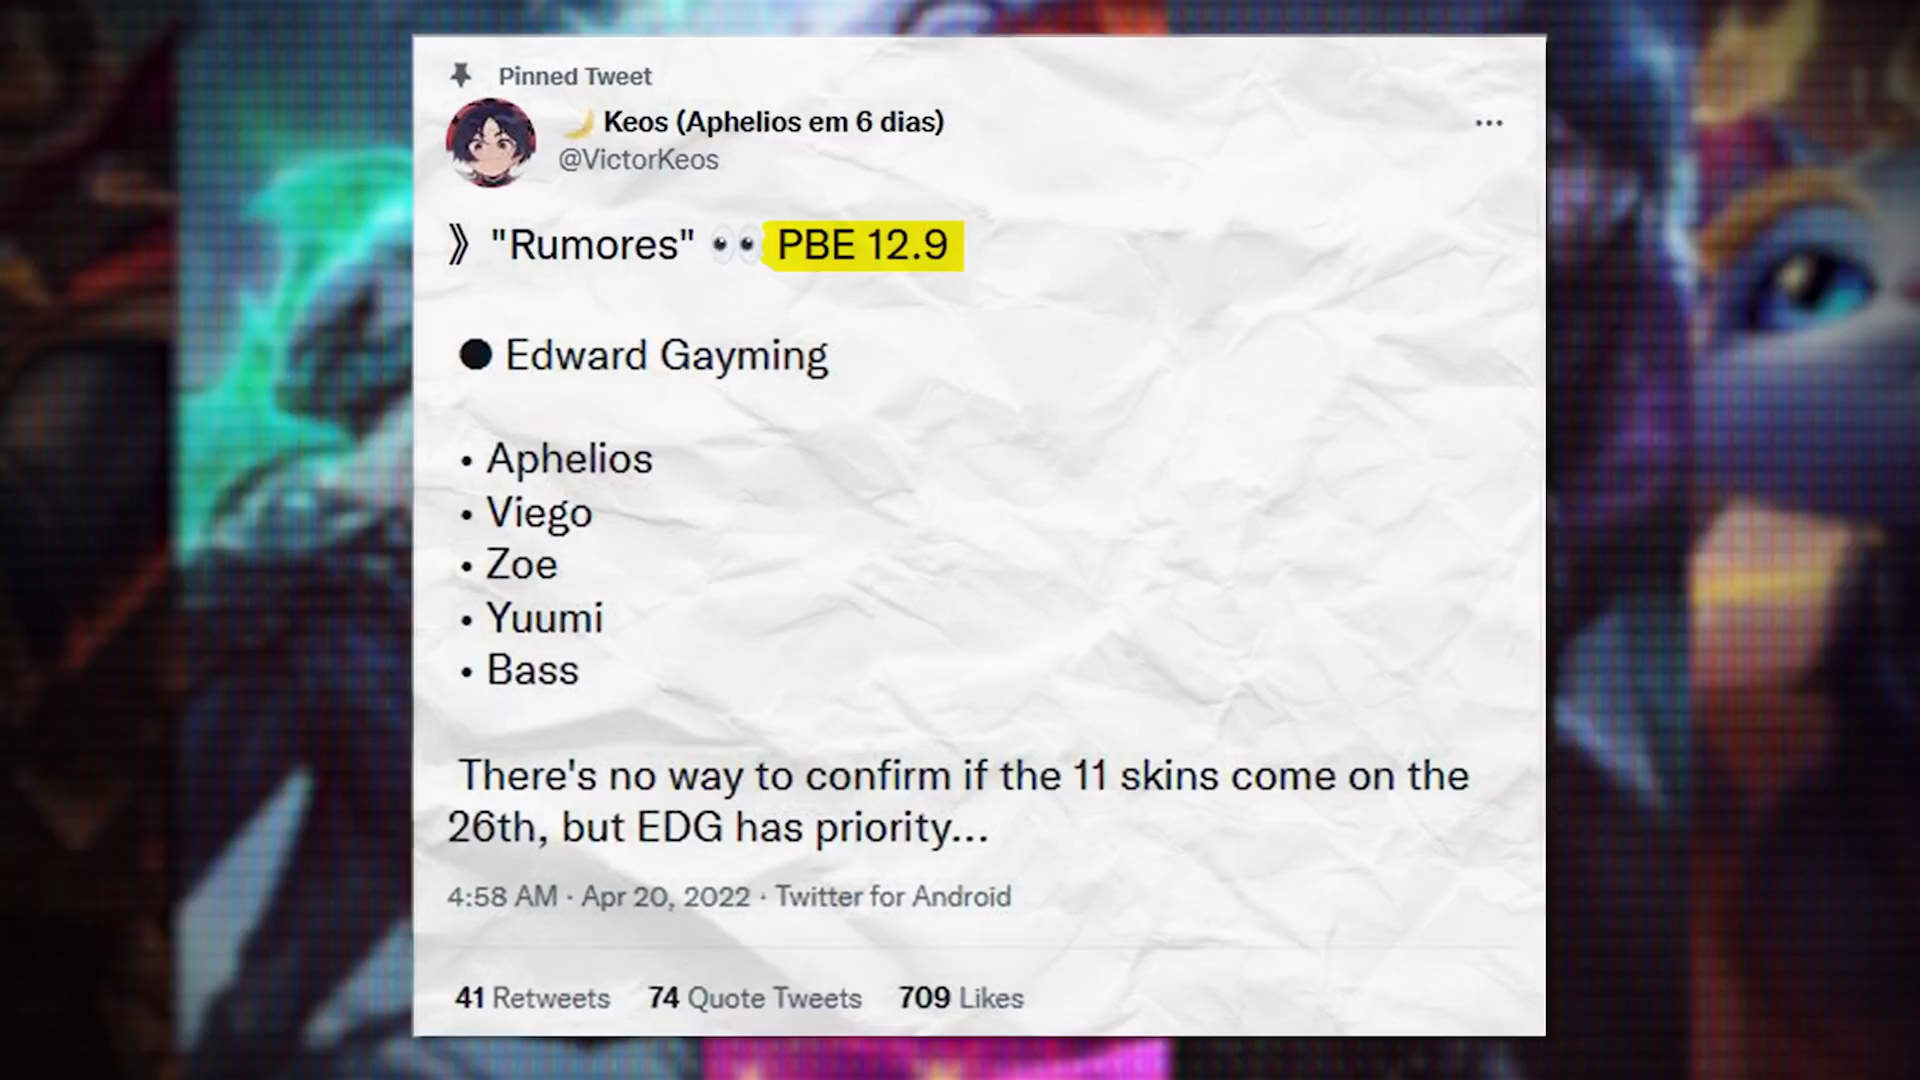 Pinned Tweet
🌙 Keos (Aphelios em 6 dias)
@VictorKeos
⟫ "Rumores" 👀 PBE 12.9
● Edward Gayming
• Aphelios
• Viego
• Zoe
• Yuumi
• Bass
There's no way to confirm if the 11 skins come on the
26th, but EDG has priority...
4:58 AM · Apr 20, 2022 · Twitter for Android
41 Retweets 74 Quote Tweets 709 Likes